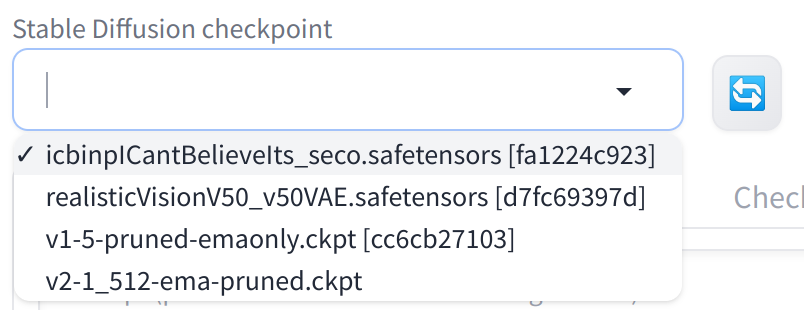 Stable Diffusion checkpoint
✓ icbinpICantBelieveIts_seco.safetensors [fa1224c923]
realisticVisionV50_v50VAE.safetensors [d7fc69397d]
v1-5-pruned-emaonly.ckpt [cc6cb27103]
v2-1_512-ema-pruned.ckpt
Check